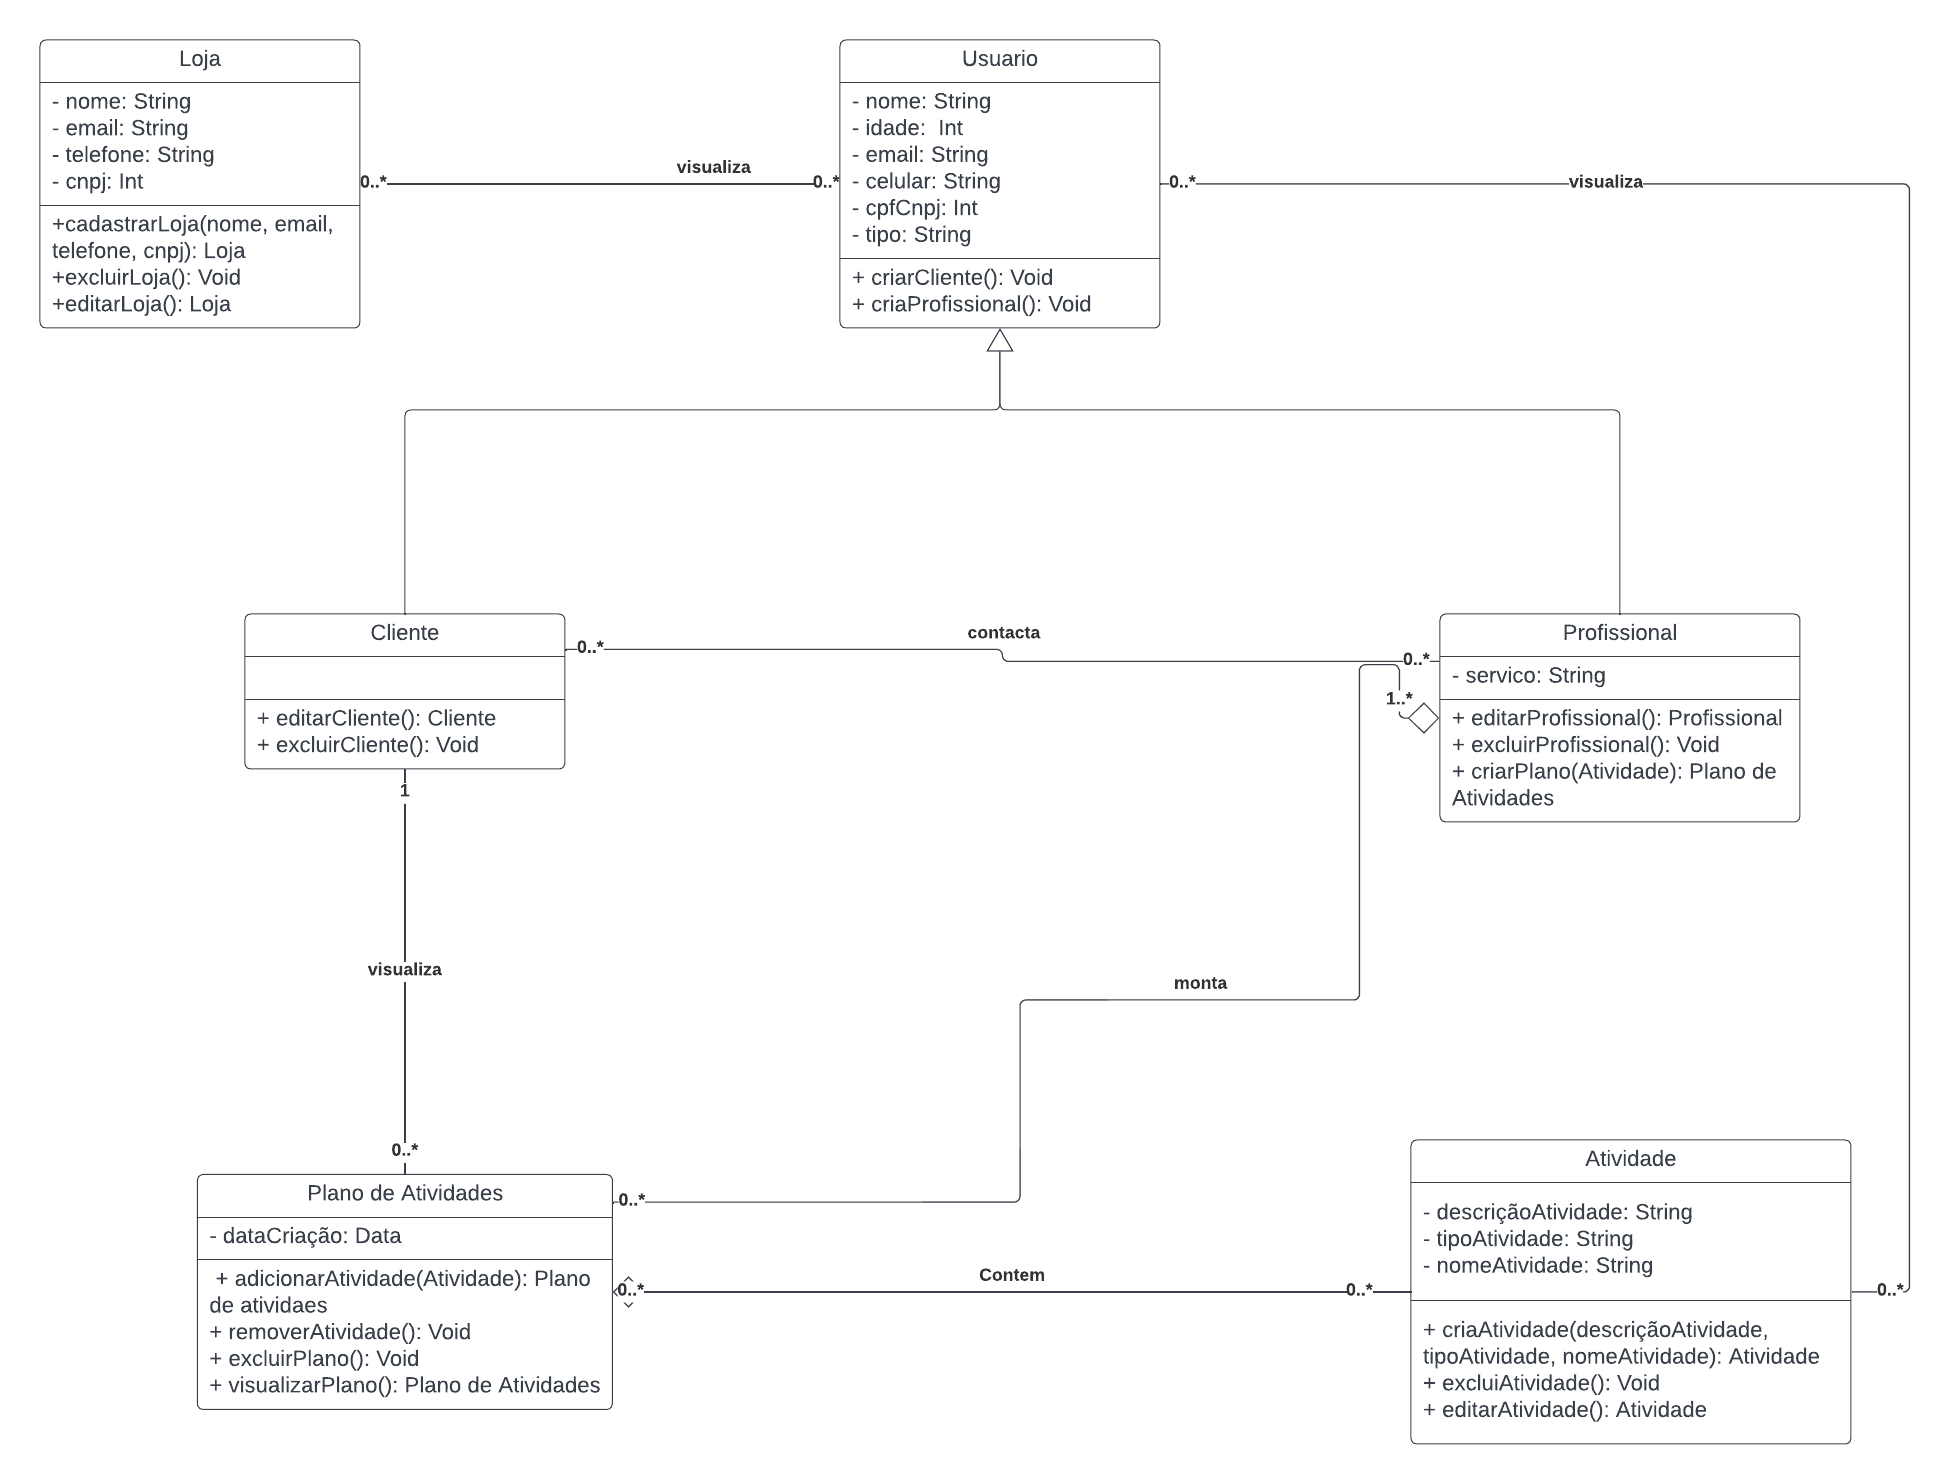 Loja
- nome: String
- email: String
- telefone: String
- cnpj: Int
+cadastrarLoja(nome, email,
telefone, cnpj): Loja
+excluirLoja(): Void
+editarLoja(): Loja
0..*
visualiza
0..*
Usuario
- nome: String
- idade:  Int
- email: String
- celular: String
- cpfCnpj: Int
- tipo: String
+ criarCliente(): Void
+ criaProfissional(): Void
0..*
visualiza
Cliente
+ editarCliente(): Cliente
+ excluirCliente(): Void
0..*
contacta
0..*
1..*
Profissional
- servico: String
+ editarProfissional(): Profissional
+ excluirProfissional(): Void
+ criarPlano(Atividade): Plano de
Atividades
1
visualiza
0..*
monta
Plano de Atividades
- dataCriação: Data
+ adicionarAtividade(Atividade): Plano
de atividaes
+ removerAtividade(): Void
+ excluirPlano(): Void
+ visualizarPlano(): Plano de Atividades
0..*
0..*
Contem
0..*
Atividade
- descriçãoAtividade: String
- tipoAtividade: String
- nomeAtividade: String
+ criaAtividade(descriçãoAtividade,
tipoAtividade, nomeAtividade): Atividade
+ excluiAtividade(): Void
+ editarAtividade(): Atividade
0..*